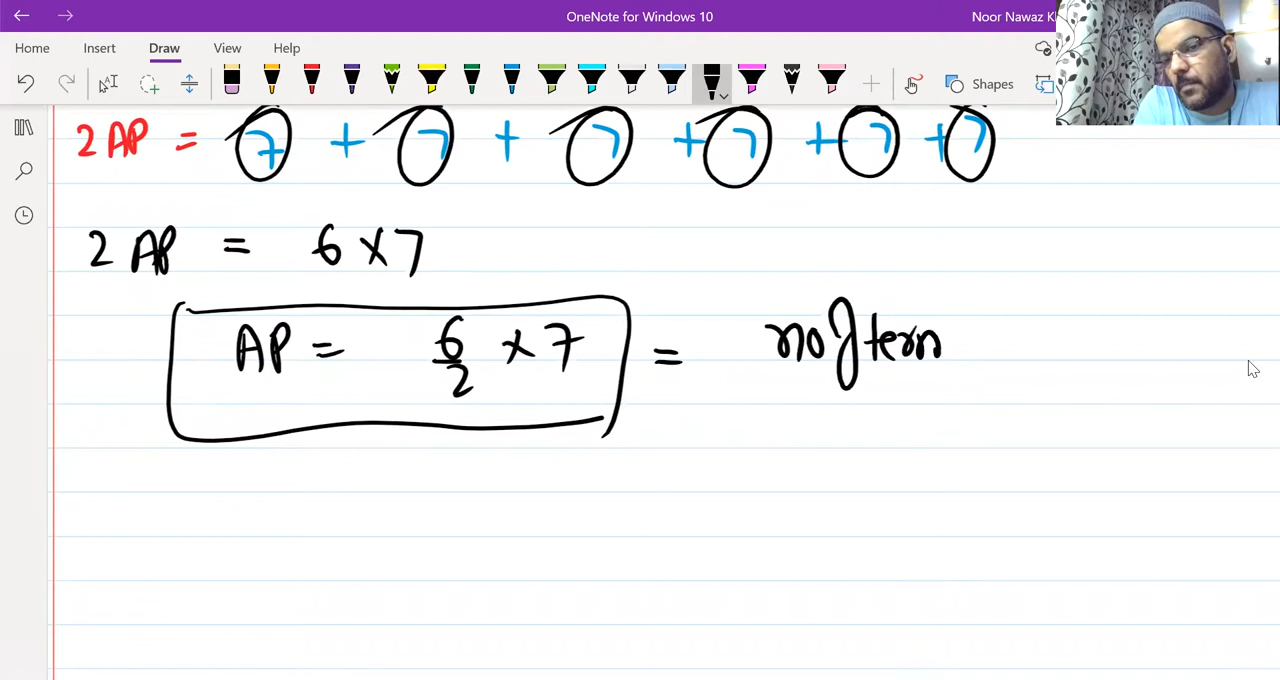 OneNote for Windows 10
Noor Nawaz K
Home Insert Draw View Help
Shapes
2 AP = 7 + 7 + 7 + 7 + 7 + 7
2 AP = 6 × 7
AP = 6/2 × 7 = no of term